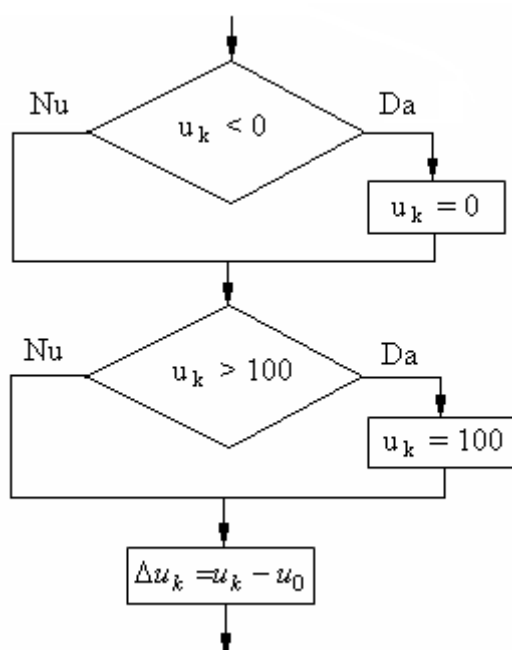 Nu
Da
u_k < 0
u_k = 0
Nu
Da
u_k > 100
u_k = 100
Δu_k = u_k − u_0